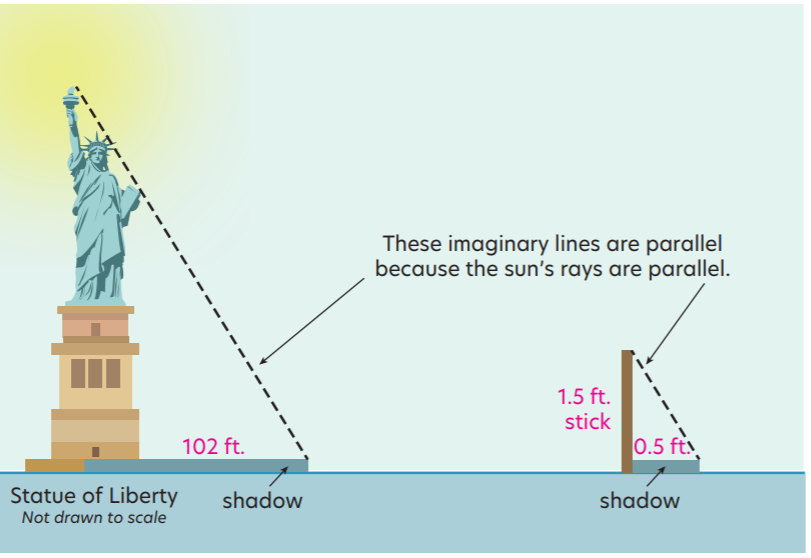 These imaginary lines are parallel
because the sun's rays are parallel.
1.5 ft.
stick
102 ft.
0.5 ft.
Statue of Liberty
Not drawn to scale
shadow
shadow